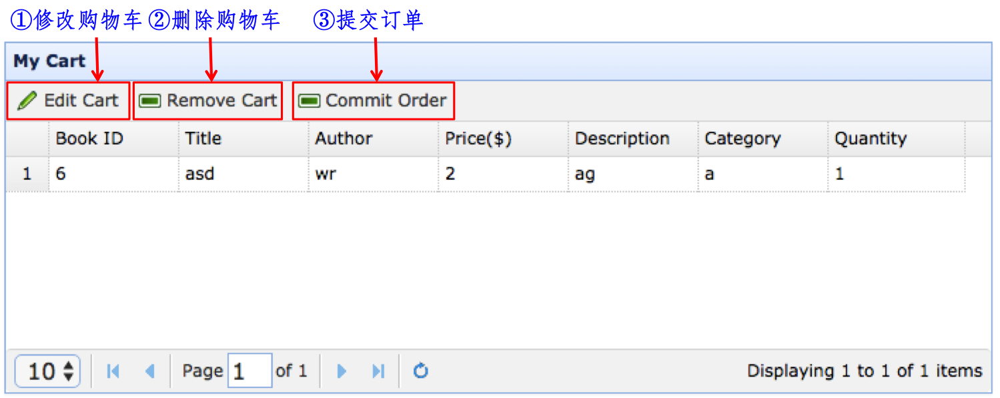 ①修改购物车 ②删除购物车 ③提交订单
My Cart
Edit Cart Remove Cart Commit Order
Book ID Title Author Price($) Description Category Quantity
1 6 asd wr 2 ag a 1
10 Page 1 of 1 Displaying 1 to 1 of 1 items